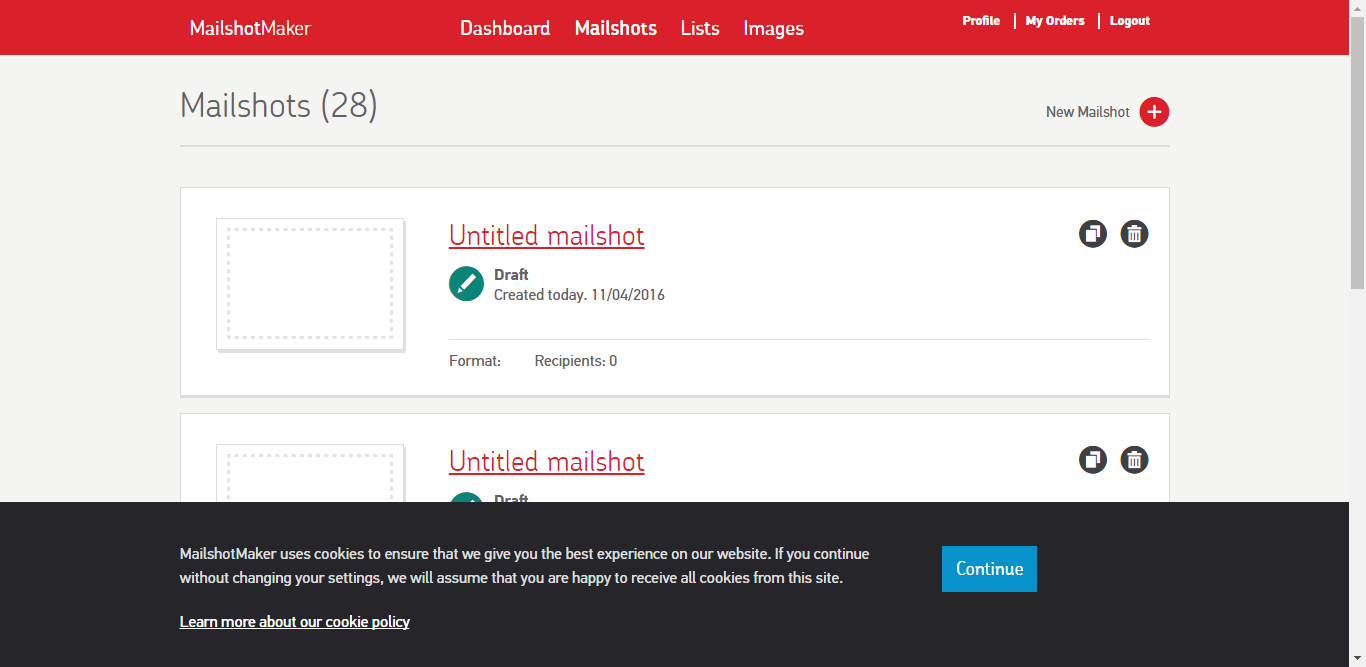 MailshotMaker
Dashboard Mailshots Lists Images
Profile My Orders Logout
Mailshots (28)
New Mailshot
Untitled mailshot
Draft
Created today. 11/04/2016
Format: Recipients: 0
Untitled mailshot
Draft
MailshotMaker uses cookies to ensure that we give you the best experience on our website. If you continue
without changing your settings, we will assume that you are happy to receive all cookies from this site.
Continue
Learn more about our cookie policy